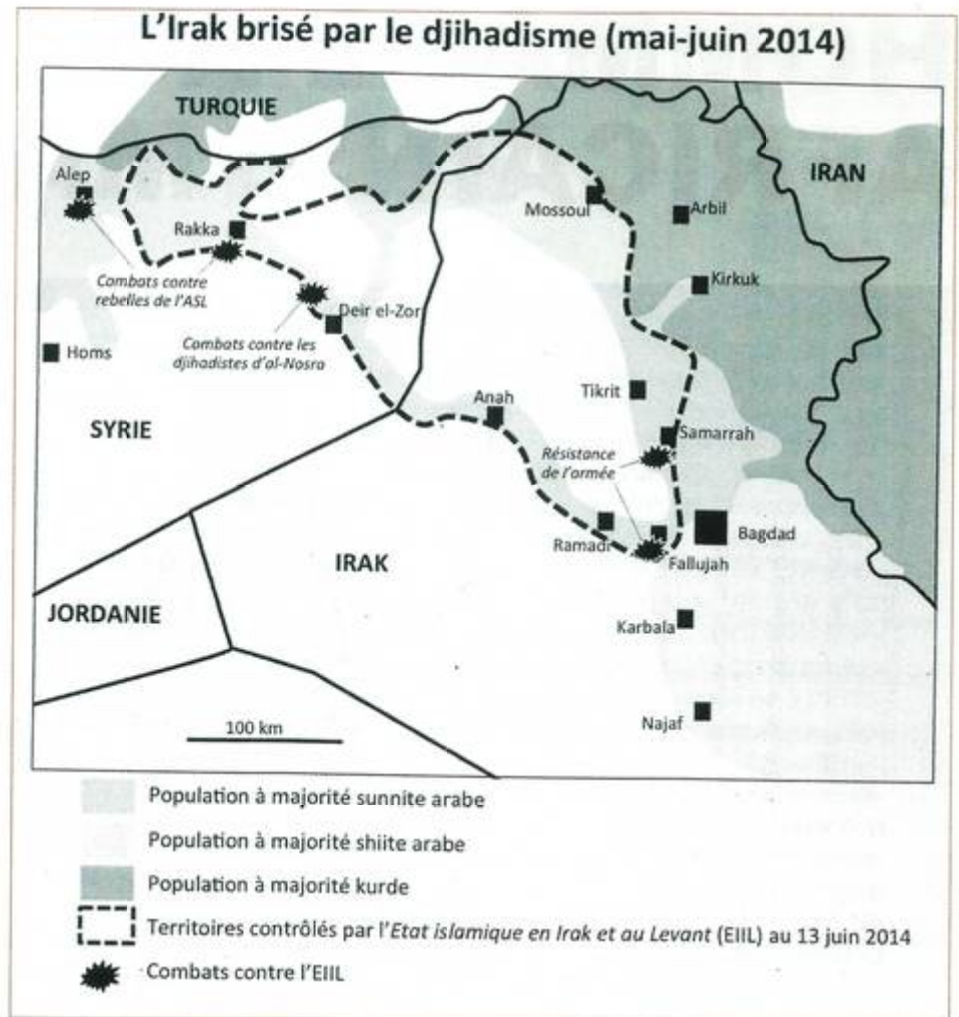 L'Irak brisé par le djihadisme (mai-juin 2014)
TURQUIE
IRAN
Alep
Mossoul
Arbil
Rakka
Kirkuk
Combats contre
rebelles de l'ASL
Deir el-Zor
Homs
Combats contre les
djihadistes d'al-Nosra
Tikrit
Anah
SYRIE
Samarrah
Résistance
de l'armée
Bagdad
Ramadi
IRAK
Fallujah
JORDANIE
Karbala
Najaf
100 km
Population à majorité sunnite arabe
Population à majorité shiite arabe
Population à majorité kurde
Territoires contrôlés par l'Etat islamique en Irak et au Levant (EIIL) au 13 juin 2014
Combats contre l'EIIL